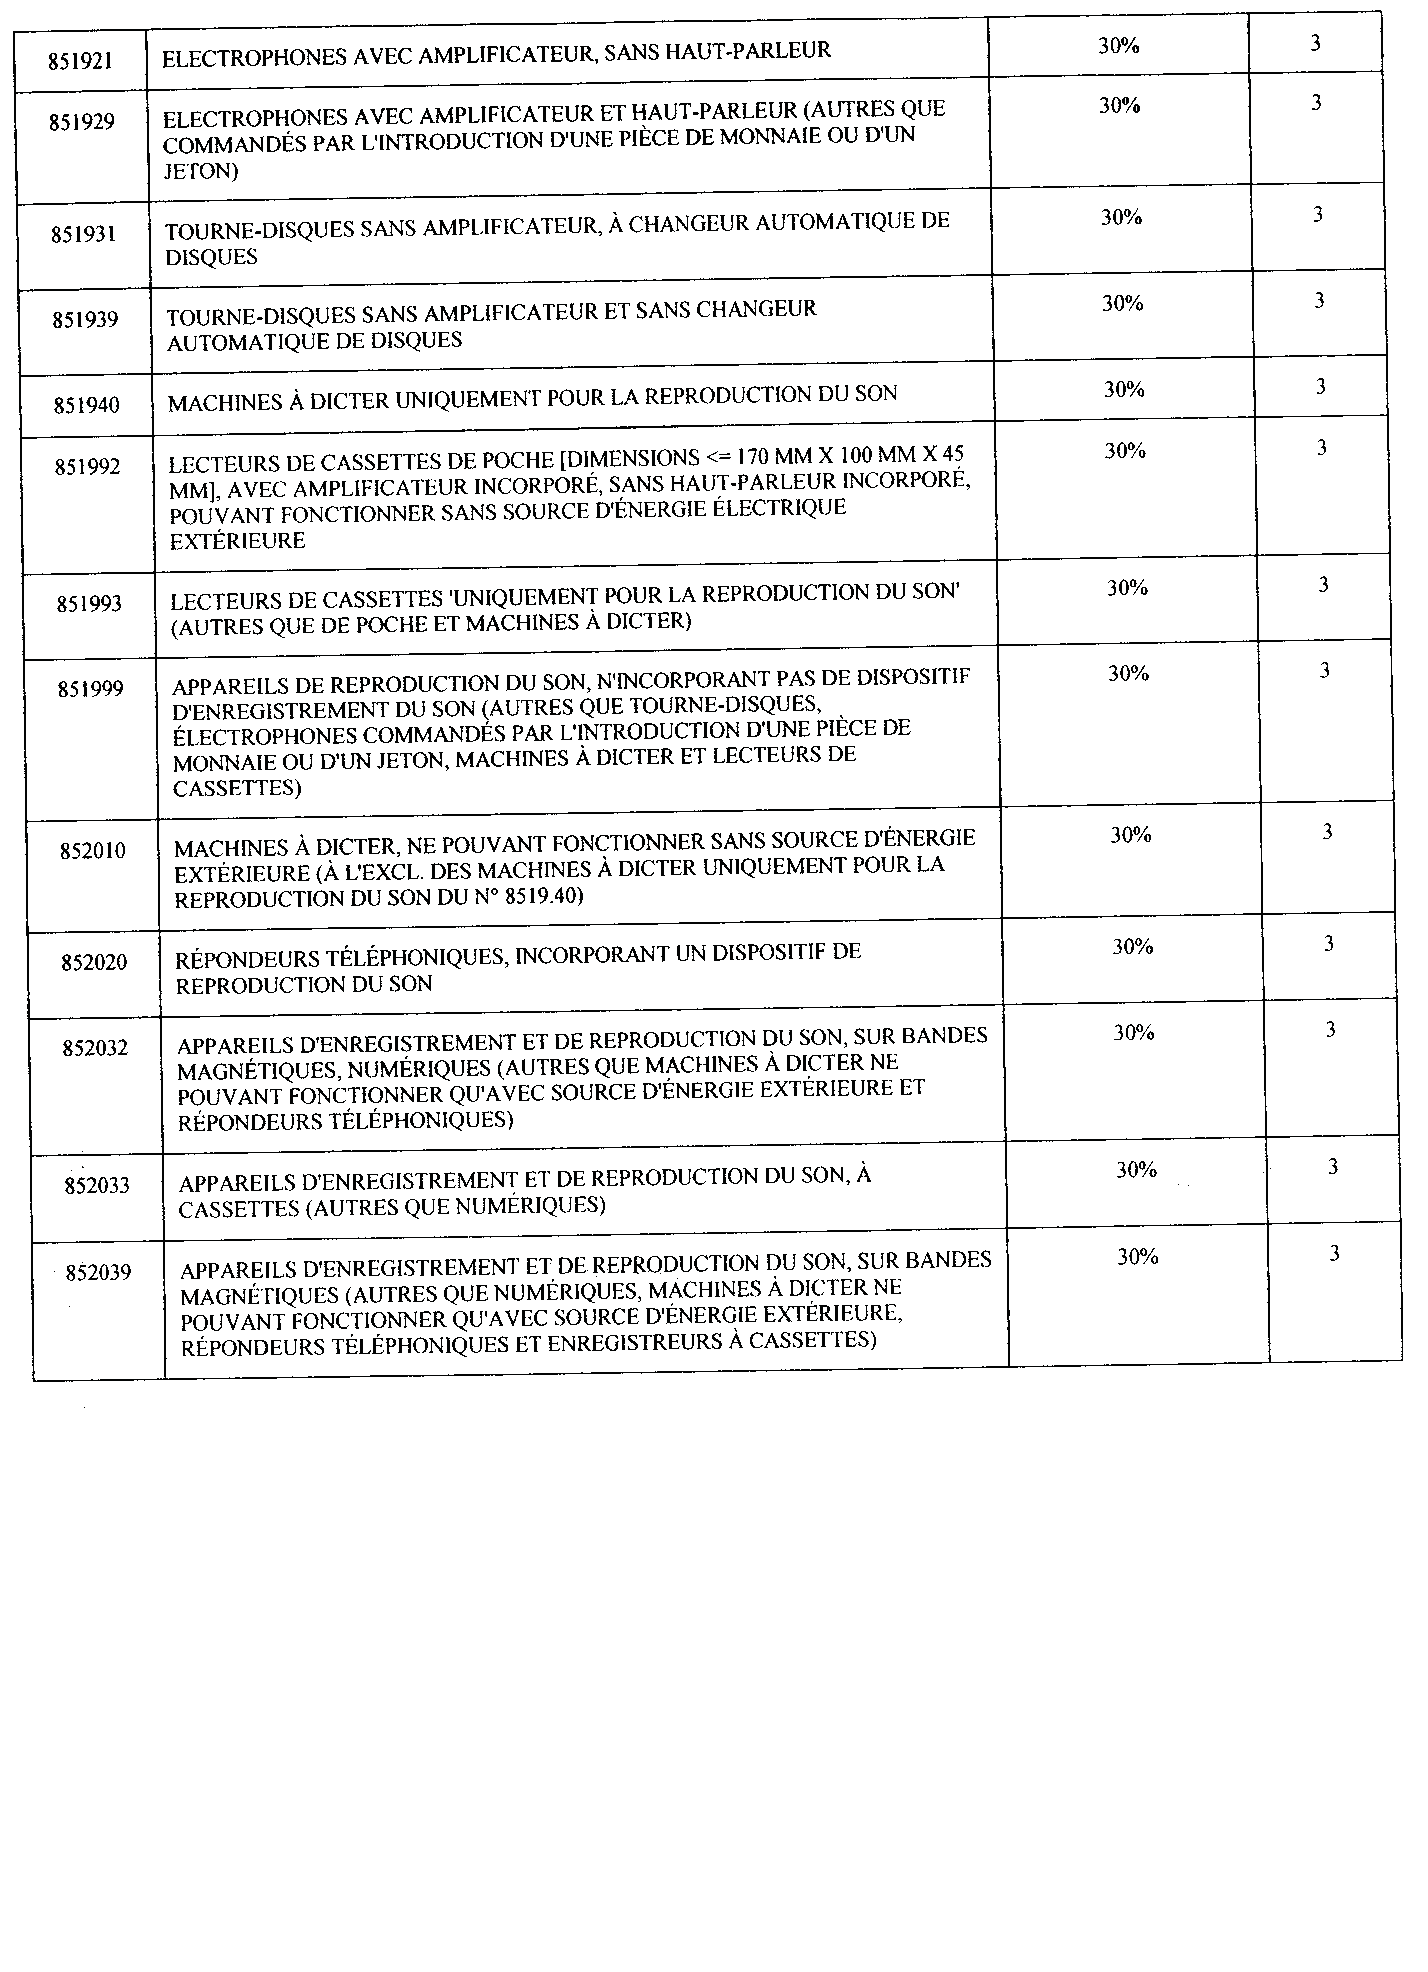 851921 ELECTROPHONES AVEC AMPLIFICATEUR, SANS HAUT-PARLEUR 30% 3
851929 ELECTROPHONES AVEC AMPLIFICATEUR ET HAUT-PARLEUR (AUTRES QUE 30% 3
COMMANDÉS PAR L'INTRODUCTION D'UNE PIÈCE DE MONNAIE OU D'UN
JETON)
851931 TOURNE-DISQUES SANS AMPLIFICATEUR, À CHANGEUR AUTOMATIQUE DE 30% 3
DISQUES
851939 TOURNE-DISQUES SANS AMPLIFICATEUR ET SANS CHANGEUR 30% 3
AUTOMATIQUE DE DISQUES
851940 MACHINES À DICTER UNIQUEMENT POUR LA REPRODUCTION DU SON 30% 3
851992 LECTEURS DE CASSETTES DE POCHE [DIMENSIONS <= 170 MM X 100 MM X 45 30% 3
MM], AVEC AMPLIFICATEUR INCORPORÉ, SANS HAUT-PARLEUR INCORPORÉ,
POUVANT FONCTIONNER SANS SOURCE D'ÉNERGIE ÉLECTRIQUE
EXTÉRIEURE
851993 LECTEURS DE CASSETTES 'UNIQUEMENT POUR LA REPRODUCTION DU SON' 30% 3
(AUTRES QUE DE POCHE ET MACHINES À DICTER)
851999 APPAREILS DE REPRODUCTION DU SON, N'INCORPORANT PAS DE DISPOSITIF 30% 3
D'ENREGISTREMENT DU SON (AUTRES QUE TOURNE-DISQUES,
ÉLECTROPHONES COMMANDÉS PAR L'INTRODUCTION D'UNE PIÈCE DE
MONNAIE OU D'UN JETON, MACHINES À DICTER ET LECTEURS DE
CASSETTES)
852010 MACHINES À DICTER, NE POUVANT FONCTIONNER SANS SOURCE D'ÉNERGIE 30% 3
EXTÉRIEURE (À L'EXCL. DES MACHINES À DICTER UNIQUEMENT POUR LA
REPRODUCTION DU SON DU N° 8519.40)
852020 RÉPONDEURS TÉLÉPHONIQUES, INCORPORANT UN DISPOSITIF DE 30% 3
REPRODUCTION DU SON
852032 APPAREILS D'ENREGISTREMENT ET DE REPRODUCTION DU SON, SUR BANDES 30% 3
MAGNÉTIQUES, NUMÉRIQUES (AUTRES QUE MACHINES À DICTER NE
POUVANT FONCTIONNER QU'AVEC SOURCE D'ÉNERGIE EXTÉRIEURE ET
RÉPONDEURS TÉLÉPHONIQUES)
852033 APPAREILS D'ENREGISTREMENT ET DE REPRODUCTION DU SON, À 30% 3
CASSETTES (AUTRES QUE NUMÉRIQUES)
852039 APPAREILS D'ENREGISTREMENT ET DE REPRODUCTION DU SON, SUR BANDES 30% 3
MAGNÉTIQUES (AUTRES QUE NUMÉRIQUES, MACHINES À DICTER NE
POUVANT FONCTIONNER QU'AVEC SOURCE D'ÉNERGIE EXTÉRIEURE,
RÉPONDEURS TÉLÉPHONIQUES ET ENREGISTREURS À CASSETTES)